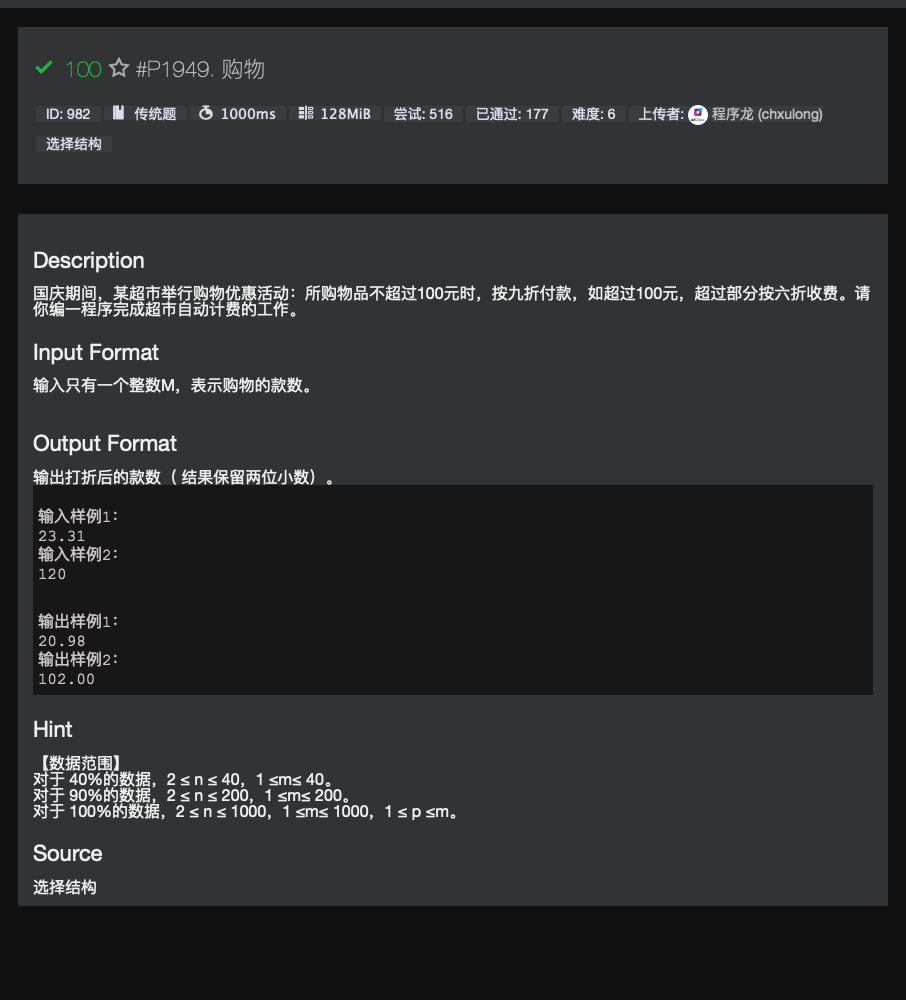 100 #P1949. 购物
ID: 982 传统题 1000ms 128MiB 尝试: 516 已通过: 177 难度: 6 上传者: 程序龙 (chxulong)
选择结构
Description
国庆期间，某超市举行购物优惠活动：所购物品不超过100元时，按九折付款，如超过100元，超过部分按六折收费。请
你编一程序完成超市自动计费的工作。
Input Format
输入只有一个整数M，表示购物的款数。
Output Format
输出打折后的款数（ 结果保留两位小数）。
输入样例1:
23.31
输入样例2:
120
输出样例1:
20.98
输出样例2:
102.00
Hint
【数据范围】
对于 40%的数据，2 ≤ n ≤ 40，1 ≤m≤ 40。
对于 90%的数据，2 ≤ n ≤ 200，1 ≤m≤ 200。
对于 100%的数据，2 ≤ n ≤ 1000，1 ≤m≤ 1000，1 ≤ p ≤m。
Source
选择结构